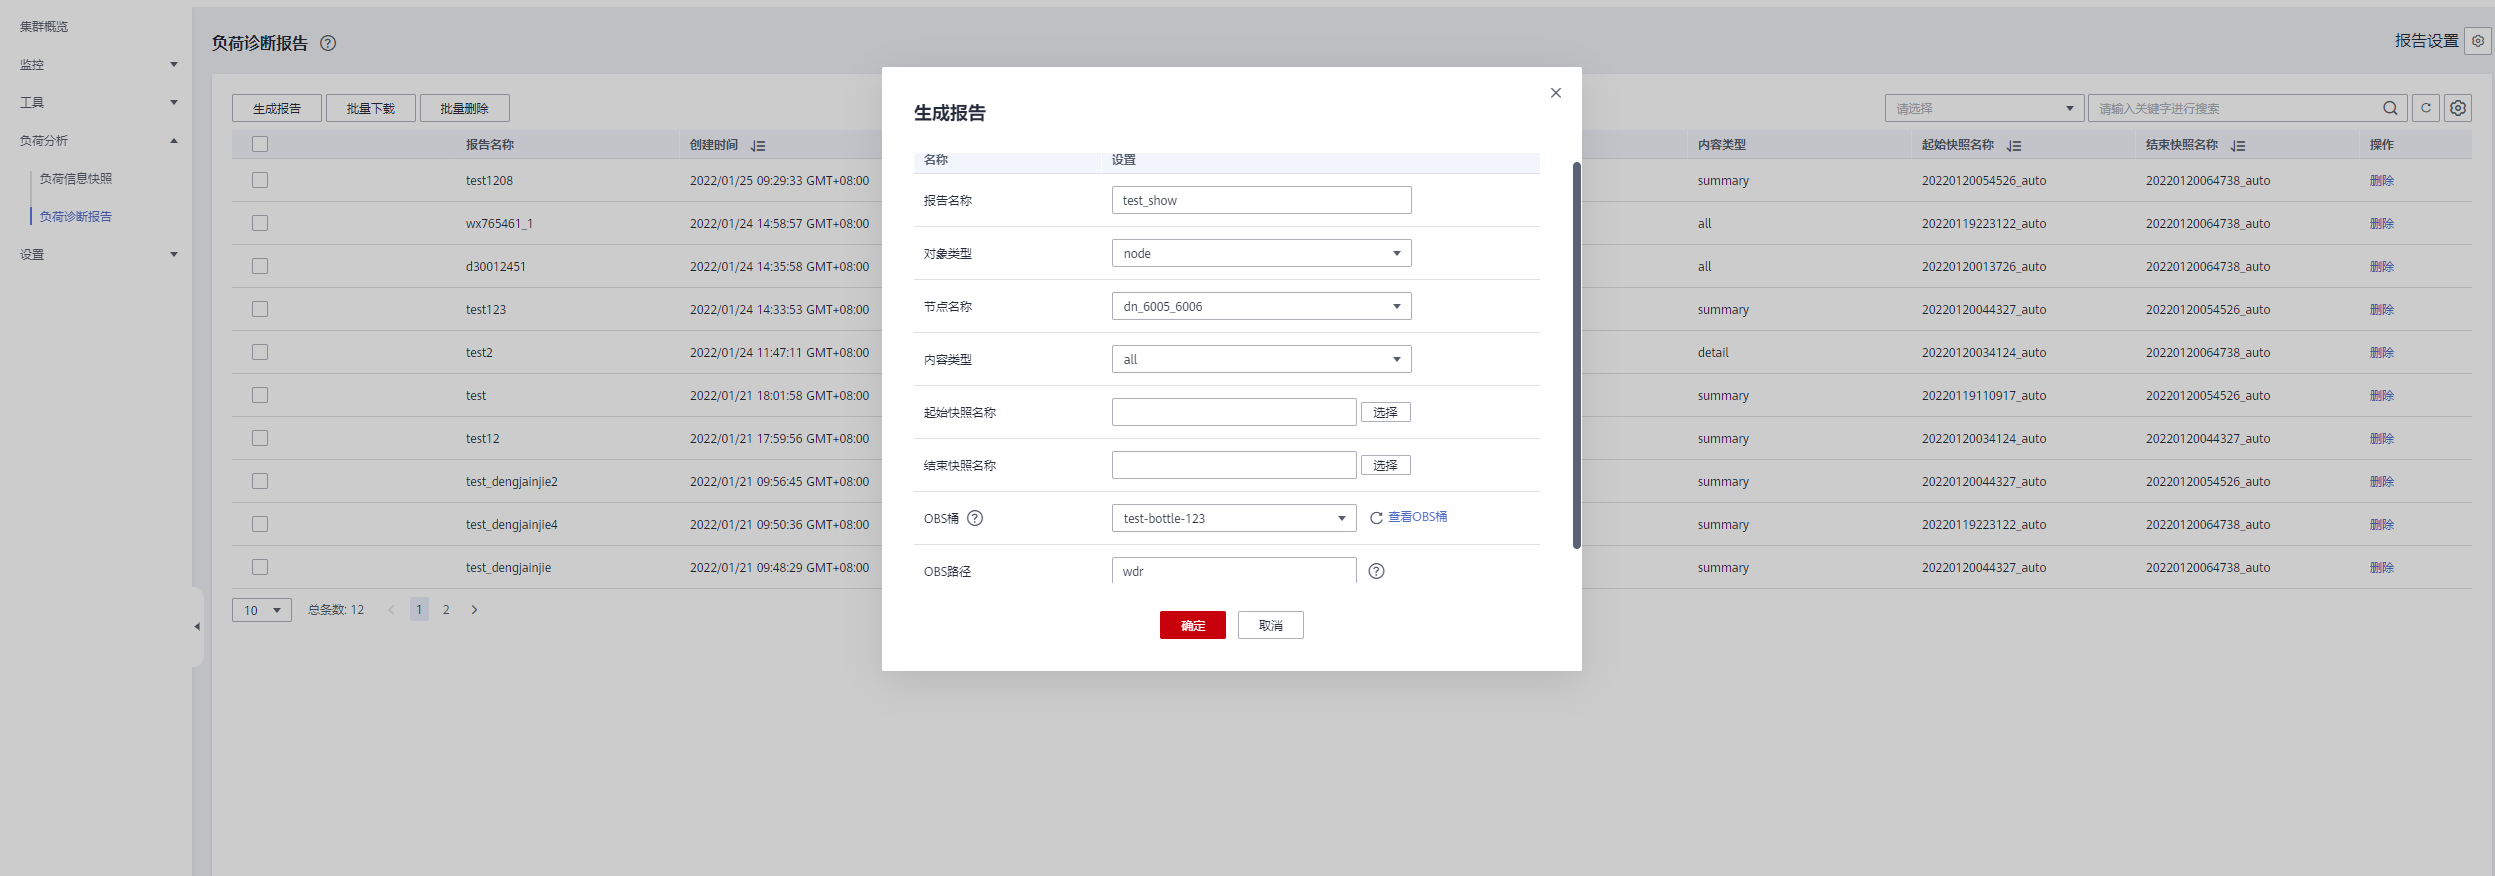 集群概览
监控
工具
负荷分析
负荷信息快照
负荷诊断报告
设置
负荷诊断报告
报告设置
生成报告 批量下载 批量删除
请选择 请输入关键字进行搜索
报告名称 创建时间 内容类型 起始快照名称 结束快照名称 操作
test1208 2022/01/25 09:29:33 GMT+08:00 summary 20220120054526_auto 20220120064738_auto 删除
wx765461_1 2022/01/24 14:58:57 GMT+08:00 all 20220119223122_auto 20220120064738_auto 删除
d30012451 2022/01/24 14:35:58 GMT+08:00 all 20220120013726_auto 20220120064738_auto 删除
test123 2022/01/24 14:33:53 GMT+08:00 summary 20220120044327_auto 20220120054526_auto 删除
test2 2022/01/24 11:47:11 GMT+08:00 detail 20220120034124_auto 20220120064738_auto 删除
test 2022/01/21 18:01:58 GMT+08:00 summary 20220119110917_auto 20220120054526_auto 删除
test12 2022/01/21 17:59:56 GMT+08:00 summary 20220120034124_auto 20220120044327_auto 删除
test_dengjainjie2 2022/01/21 09:56:45 GMT+08:00 summary 20220120044327_auto 20220120054526_auto 删除
test_dengjainjie4 2022/01/21 09:50:36 GMT+08:00 summary 20220119223122_auto 20220120064738_auto 删除
test_dengjainjie 2022/01/21 09:48:29 GMT+08:00 summary 20220120044327_auto 20220120064738_auto 删除
10 总条数: 12 1 2
生成报告
名称 设置
报告名称 test_show
对象类型 node
节点名称 dn_6005_6006
内容类型 all
起始快照名称 选择
结束快照名称 选择
OBS桶 test-bottle-123 查看OBS桶
OBS路径 wdr
确定 取消